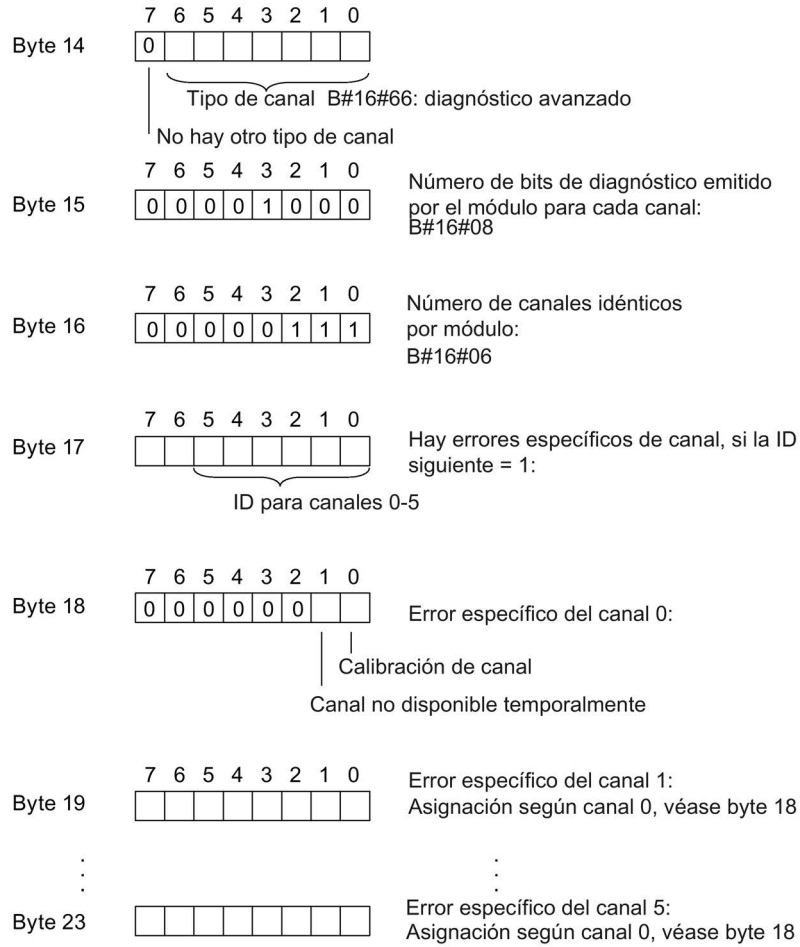 7 6 5 4 3 2 1 0
Byte 14 0
Tipo de canal B#16#66: diagnóstico avanzado
No hay otro tipo de canal
7 6 5 4 3 2 1 0
Byte 15 0 0 0 0 1 0 0 0
Número de bits de diagnóstico emitido
por el módulo para cada canal:
B#16#08
7 6 5 4 3 2 1 0
Byte 16 0 0 0 0 0 1 1 1
Número de canales idénticos
por módulo:
B#16#06
7 6 5 4 3 2 1 0
Byte 17
Hay errores específicos de canal, si la ID
siguiente = 1:
ID para canales 0-5
7 6 5 4 3 2 1 0
Byte 18 0 0 0 0 0 0
Error específico del canal 0:
Calibración de canal
Canal no disponible temporalmente
7 6 5 4 3 2 1 0
Byte 19
Error específico del canal 1:
Asignación según canal 0, véase byte 18
Byte 23
Error específico del canal 5:
Asignación según canal 0, véase byte 18